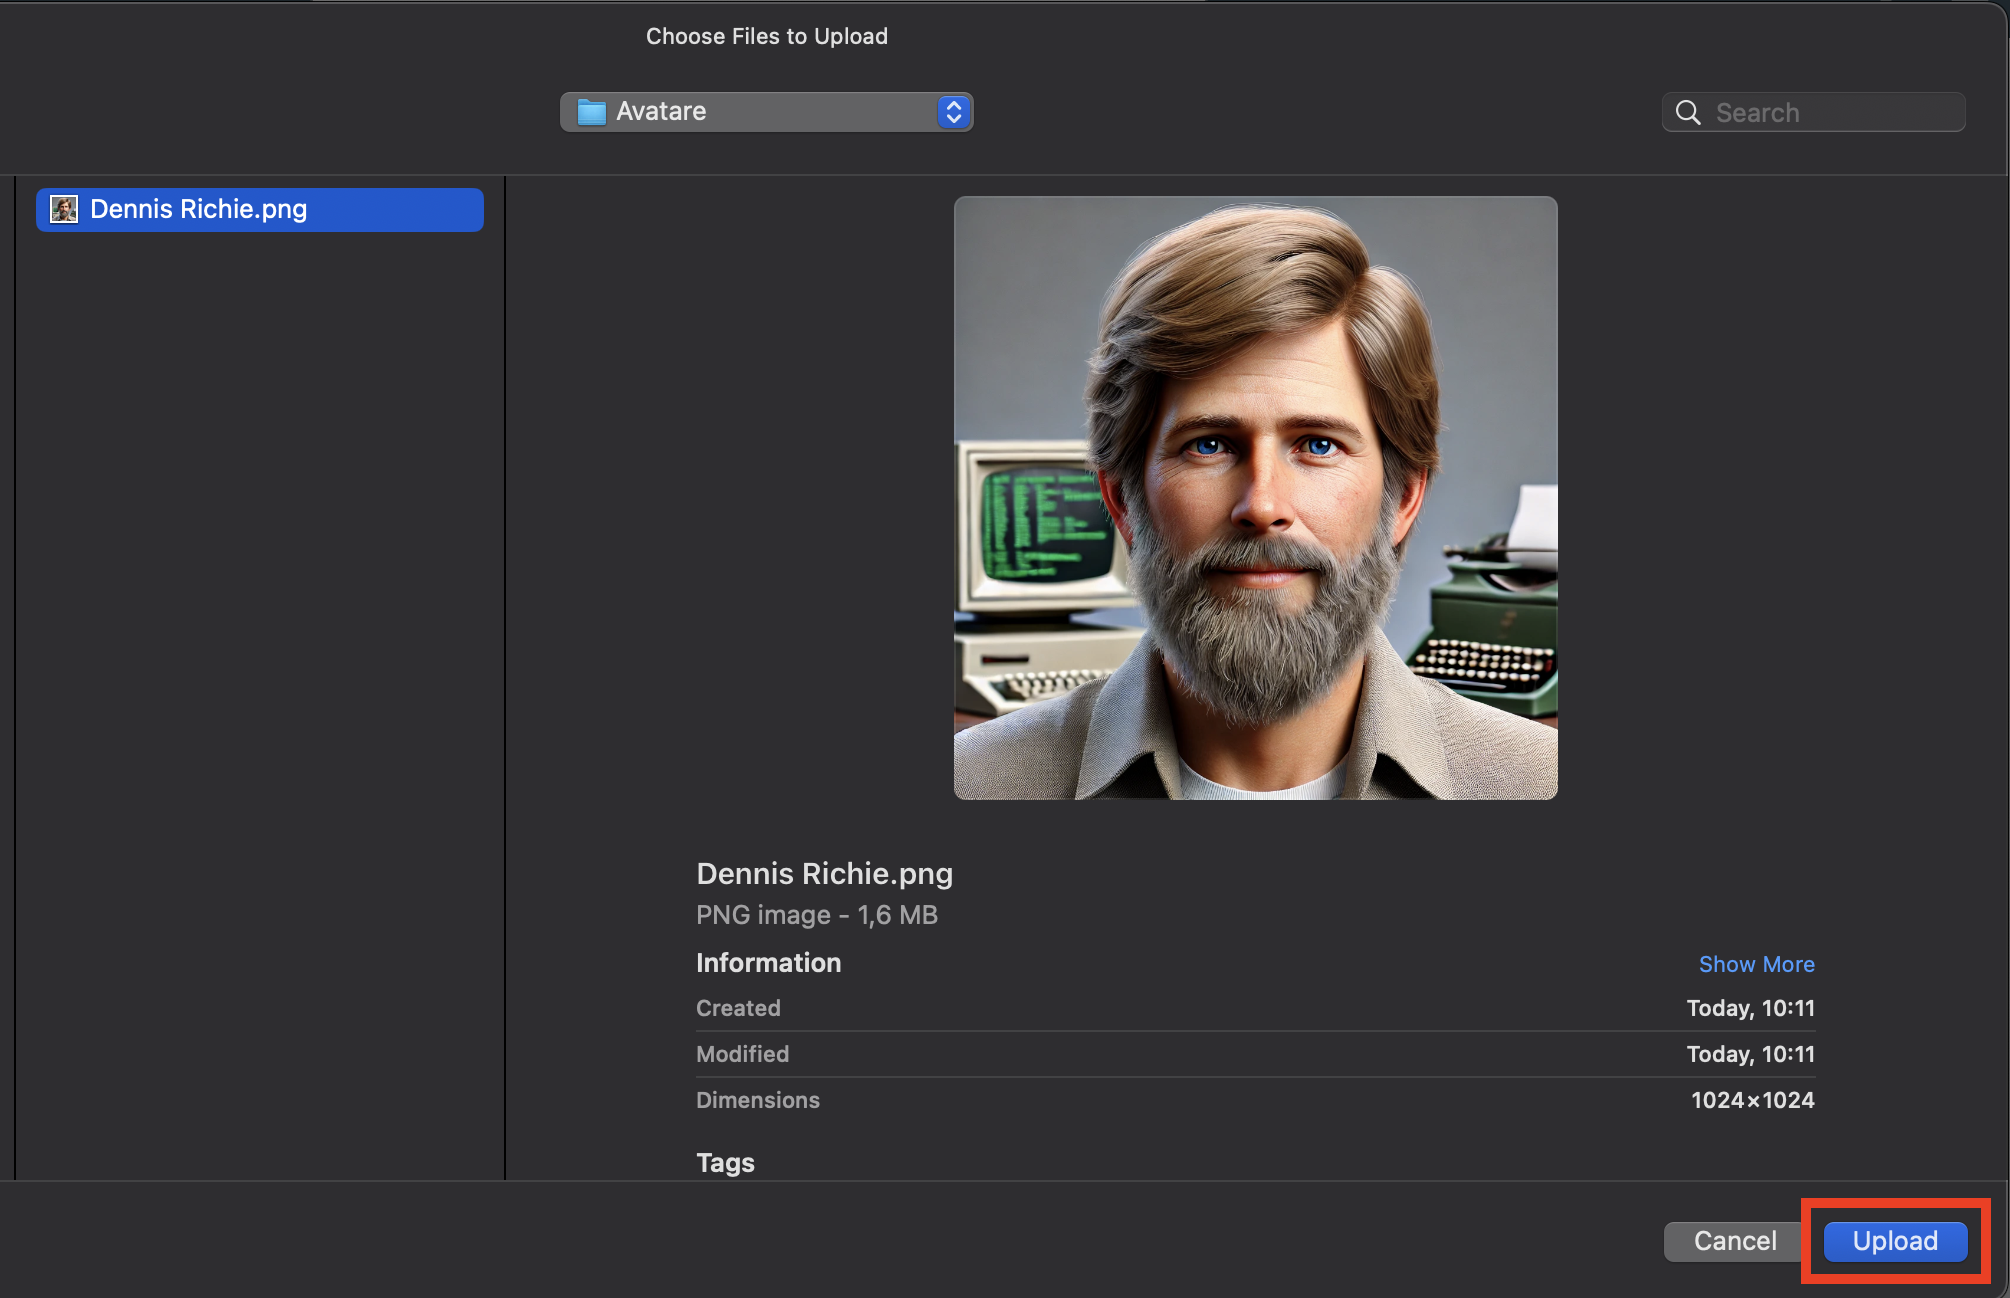 Choose Files to Upload
Avatare
Search
Dennis Richie.png
Dennis Richie.png
PNG image - 1,6 MB
Information
Show More
Created
Today, 10:11
Modified
Today, 10:11
Dimensions
1024×1024
Tags
Cancel
Upload